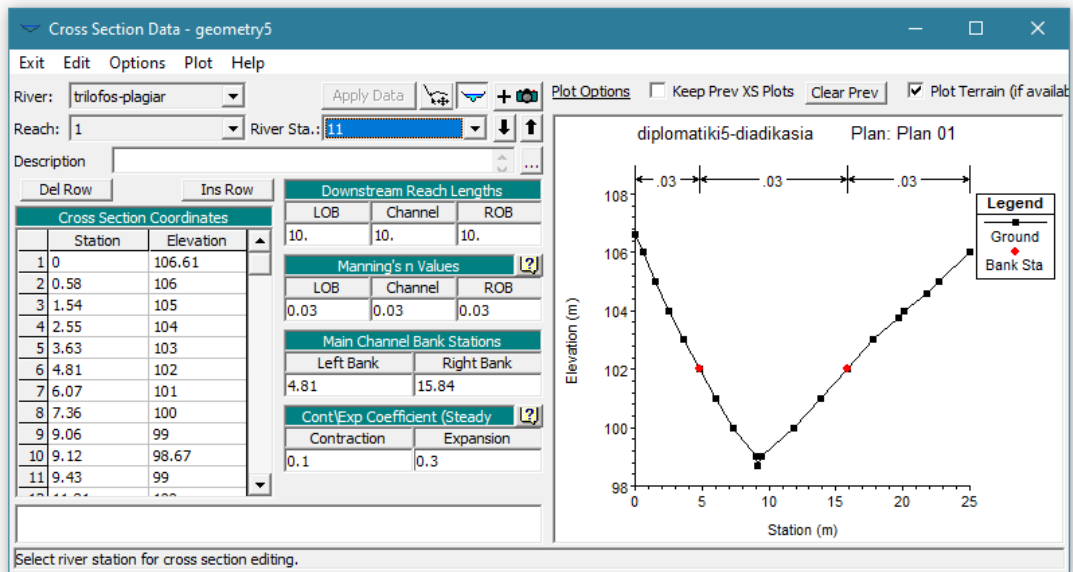 Cross Section Data - geometry5
Exit Edit Options Plot Help
River: trilofos-plagiar Apply Data Plot Options Keep Prev XS Plots Clear Prev Plot Terrain (if availab
Reach: 1 River Sta.: 11
Description ...
Del Row Ins Row
Cross Section Coordinates
Station Elevation
1 0 106.61
2 0.58 106
3 1.54 105
4 2.55 104
5 3.63 103
6 4.81 102
7 6.07 101
8 7.36 100
9 9.06 99
10 9.12 98.67
11 9.43 99
Downstream Reach Lengths
LOB Channel ROB
10. 10. 10.
Manning's n Values
LOB Channel ROB
0.03 0.03 0.03
Main Channel Bank Stations
Left Bank Right Bank
4.81 15.84
Cont\Exp Coefficient (Steady
Contraction Expansion
0.1 0.3
diplomatiki5-diadikasia Plan: Plan 01
.03 .03 .03
108
106
104
102
100
98
Elevation (m)
0 5 10 15 20 25
Station (m)
Legend
Ground
Bank Sta
Select river station for cross section editing.